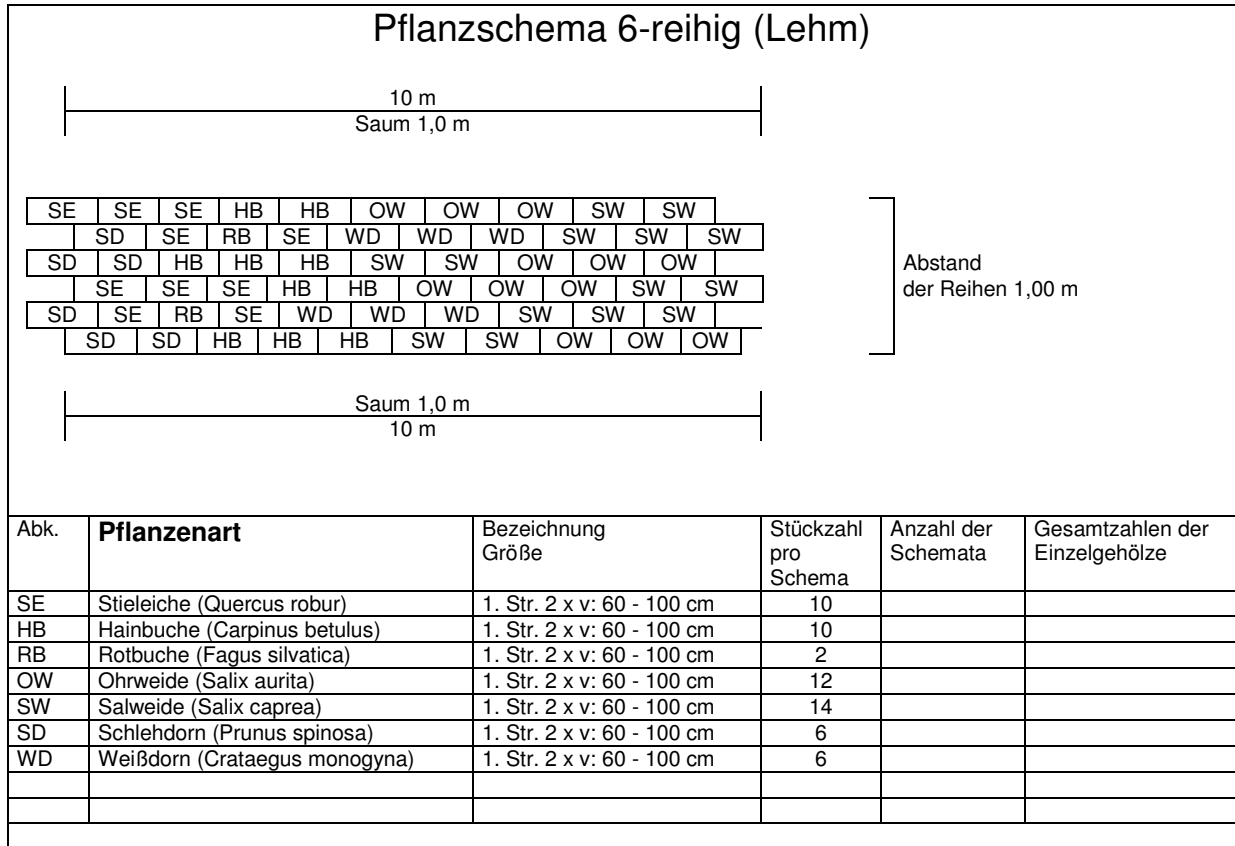 Pflanzschema 6-reihig (Lehm)
10 m
Saum 1,0 m
SE SE SE HB HB OW OW OW SW SW
SD SE RB SE WD WD WD SW SW SW
SD SD HB HB HB SW SW OW OW OW
SE SE SE HB HB OW OW OW SW SW
SD SE RB SE WD WD WD SW SW SW
SD SD HB HB HB SW SW OW OW OW
Abstand
der Reihen 1,00 m
Saum 1,0 m
10 m
Abk. Pflanzenart Bezeichnung Stückzahl Anzahl der Gesamtzahlen der
Größe pro Schemata Einzelgehölze
Schema
SE Stieleiche (Quercus robur) 1. Str. 2 x v: 60 - 100 cm 10
HB Hainbuche (Carpinus betulus) 1. Str. 2 x v: 60 - 100 cm 10
RB Rotbuche (Fagus silvatica) 1. Str. 2 x v: 60 - 100 cm 2
OW Ohrweide (Salix aurita) 1. Str. 2 x v: 60 - 100 cm 12
SW Salweide (Salix caprea) 1. Str. 2 x v: 60 - 100 cm 14
SD Schlehdorn (Prunus spinosa) 1. Str. 2 x v: 60 - 100 cm 6
WD Weißdorn (Crataegus monogyna) 1. Str. 2 x v: 60 - 100 cm 6